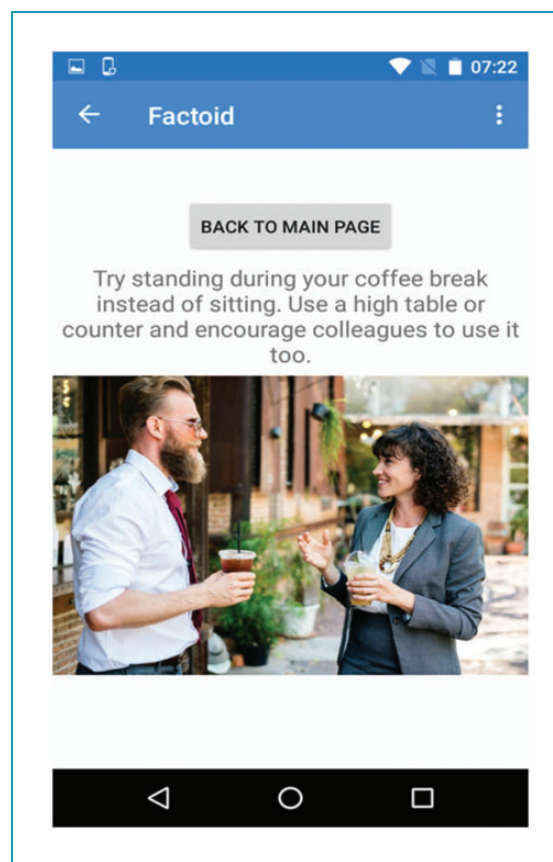 07:22
Factoid
BACK TO MAIN PAGE
Try standing during your coffee break
instead of sitting. Use a high table or
counter and encourage colleagues to use it
too.